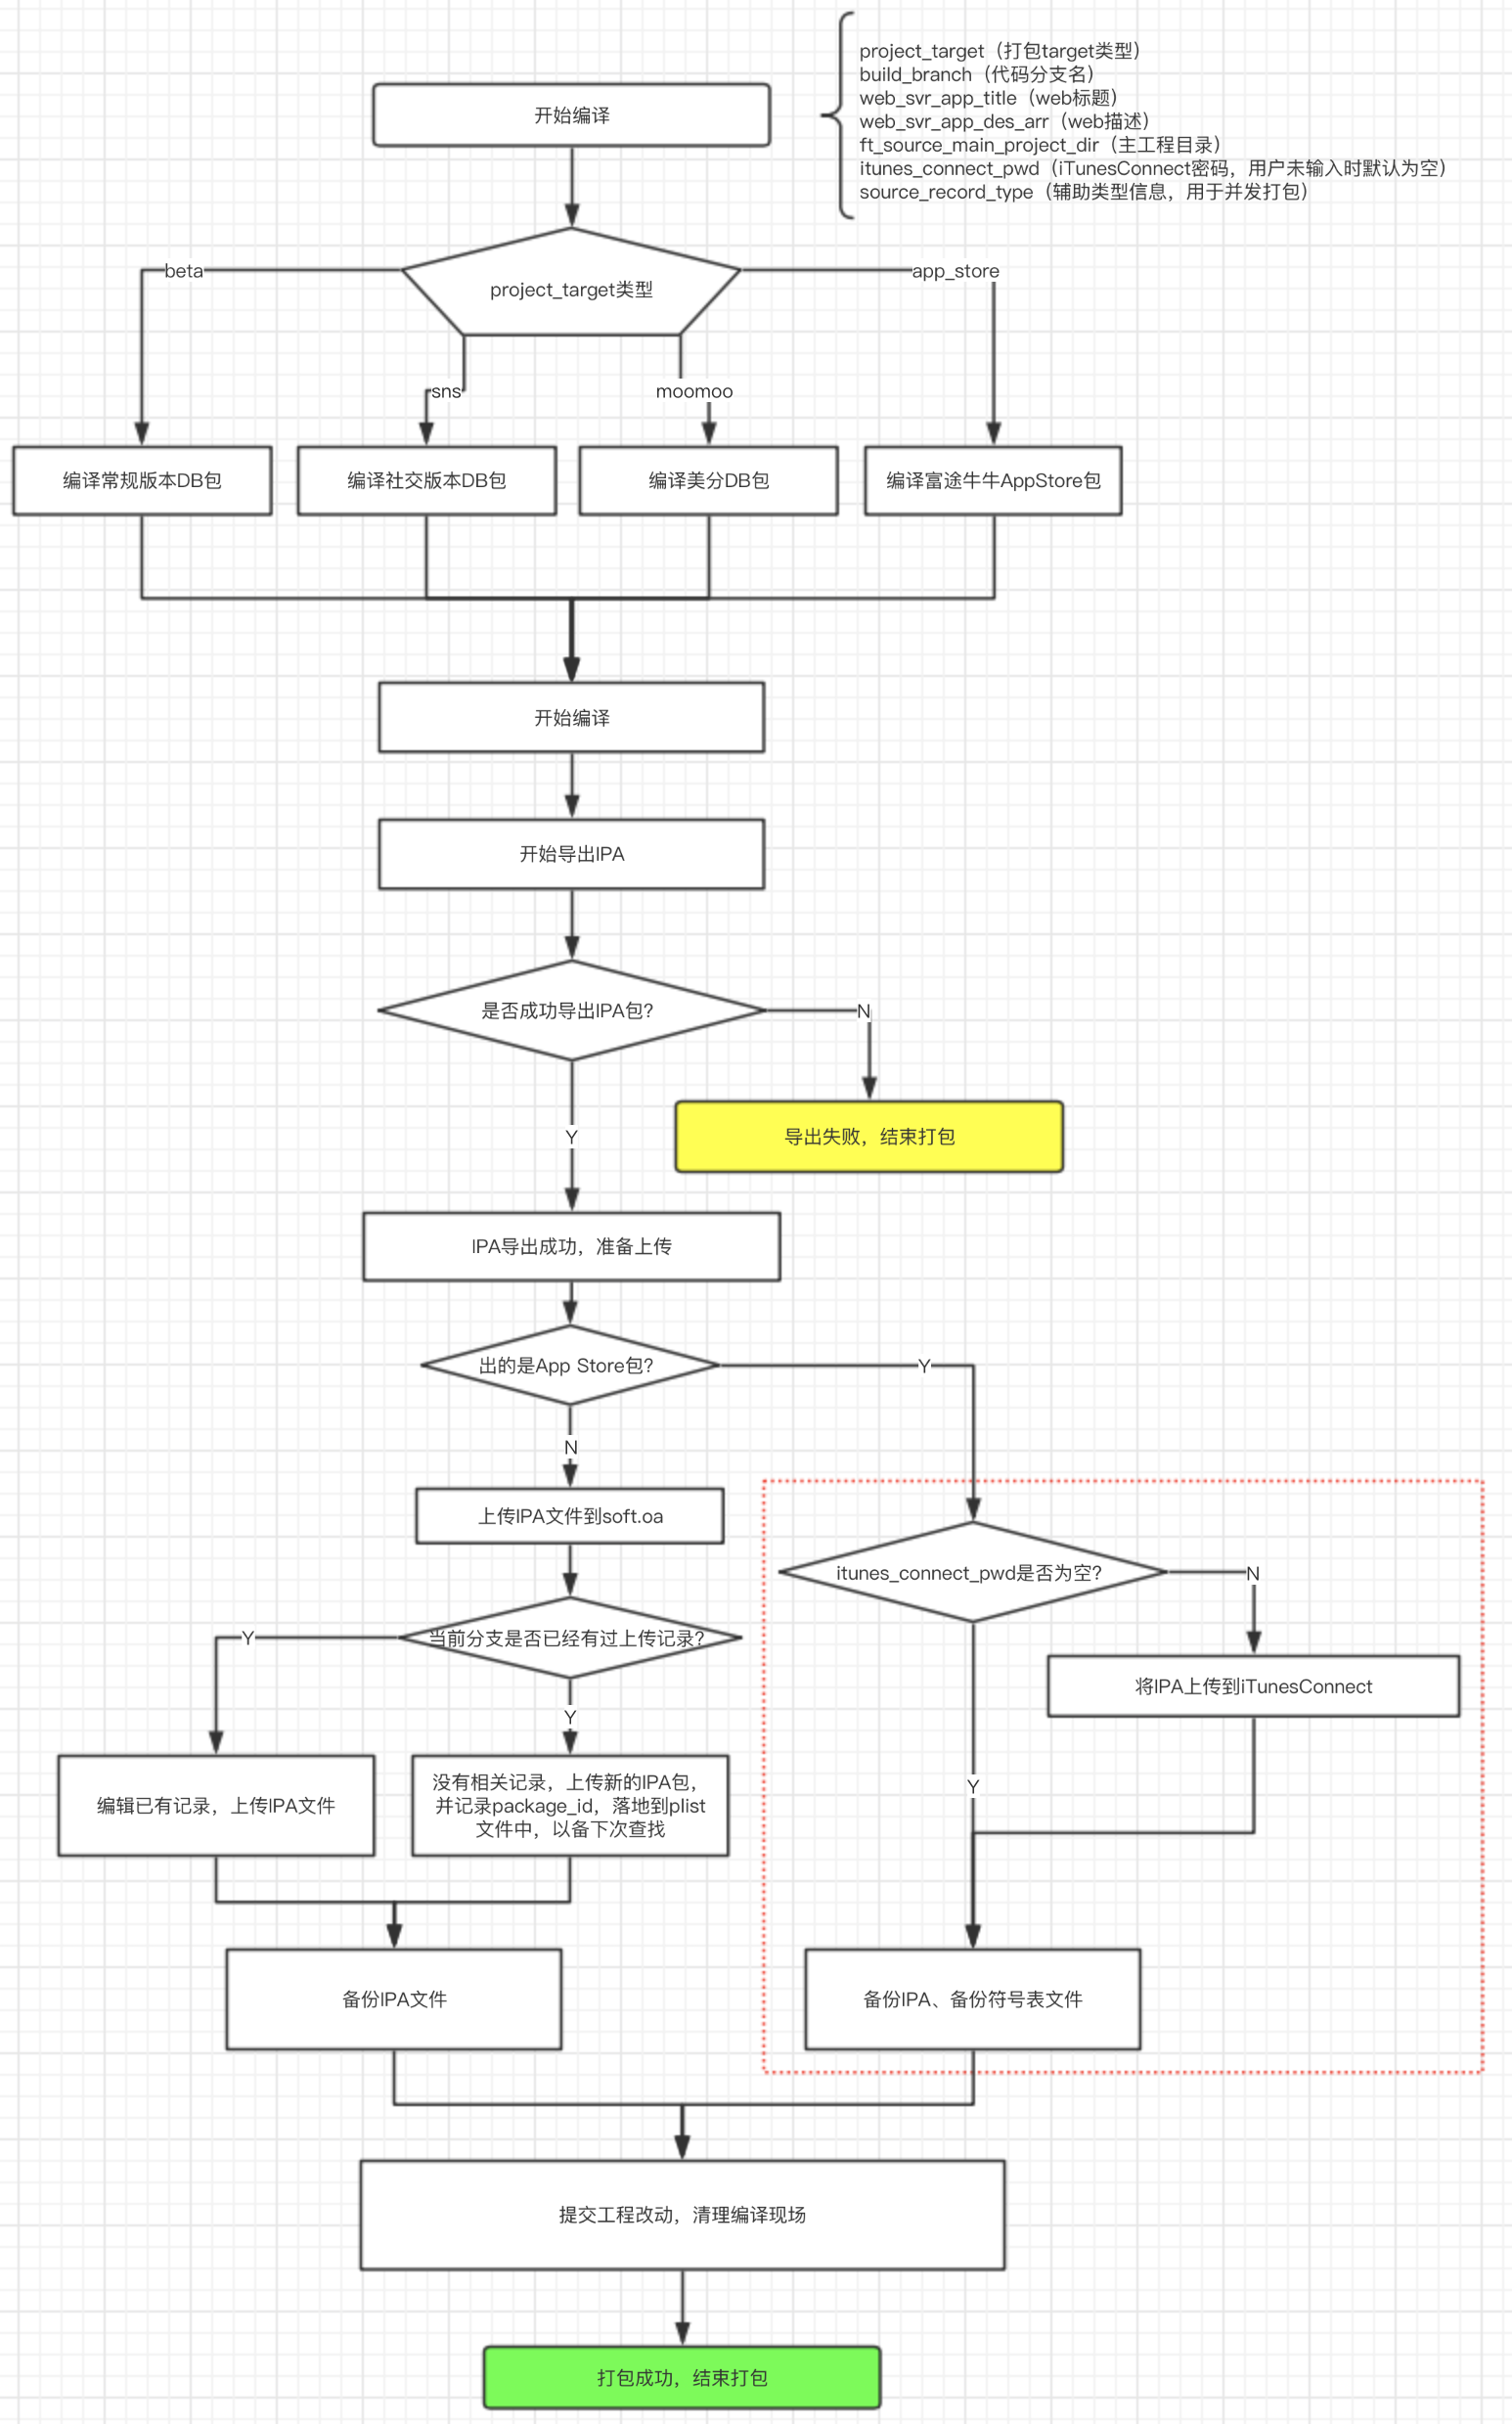 project_target（打包target类型）
build_branch（代码分支名）
web_svr_app_title（web标题）
web_svr_app_des_arr（web描述）
ft_source_main_project_dir（主工程目录）
itunes_connect_pwd（iTunesConnect密码，用户未输入时默认为空）
source_record_type（辅助类型信息，用于并发打包）
开始编译
project_target类型
beta
app_store
sns
moomoo
编译常规版本DB包
编译社交版本DB包
编译美分DB包
编译富途牛牛AppStore包
开始编译
开始导出IPA
是否成功导出IPA包？
N
导出失败，结束打包
Y
IPA导出成功，准备上传
出的是App Store包？
Y
N
上传IPA文件到soft.oa
itunes_connect_pwd是否为空？
N
当前分支是否已经有过上传记录？
Y
将IPA上传到iTunesConnect
Y
没有相关记录，上传新的IPA包，
并记录package_id，落地到plist
文件中，以备下次查找
编辑已有记录，上传IPA文件
Y
备份IPA文件
备份IPA、备份符号表文件
提交工程改动，清理编译现场
打包成功，结束打包